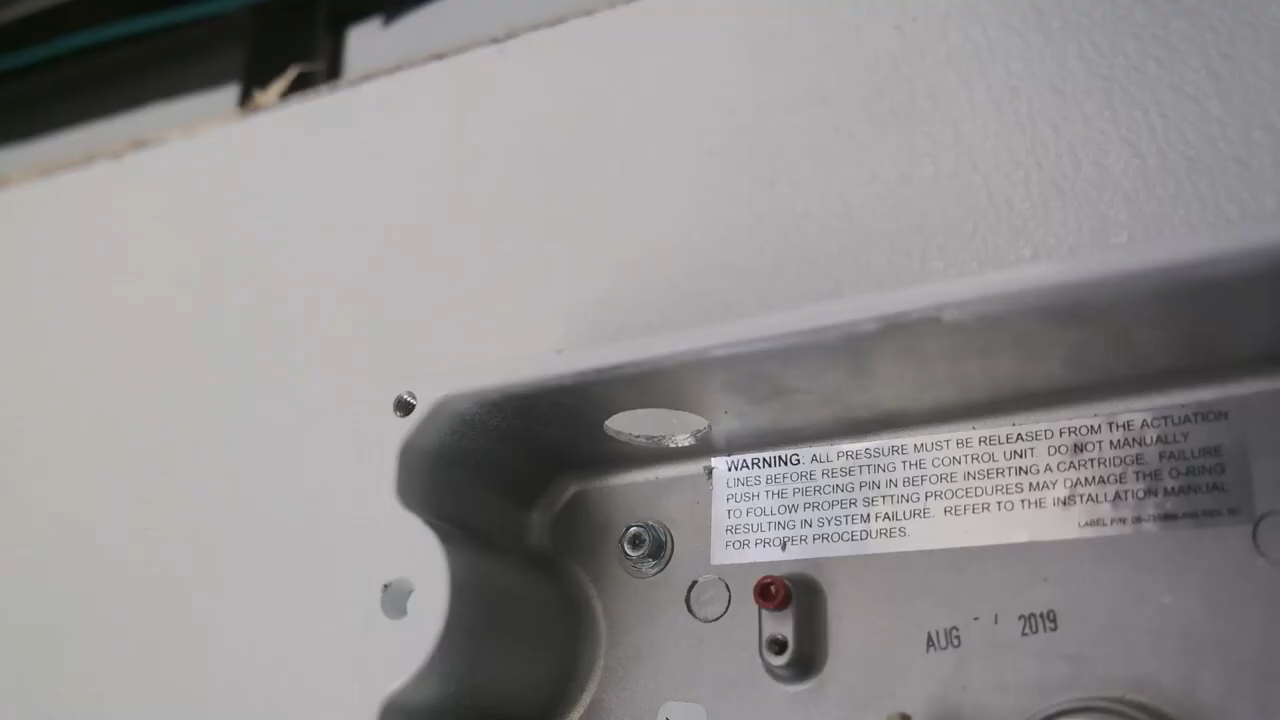 WARNING: ALL PRESSURE MUST BE RELEASED FROM THE ACTUATION
LINES BEFORE RESETTING THE CONTROL UNIT. DO NOT MANUALLY
PUSH THE PIERCING PIN IN BEFORE INSERTING A CARTRIDGE. FAILURE
TO FOLLOW PROPER SETTING PROCEDURES MAY DAMAGE THE O-RING
RESULTING IN SYSTEM FAILURE. REFER TO THE INSTALLATION MANUAL
FOR PROPER PROCEDURES.
LABEL P/N
AUG 2019